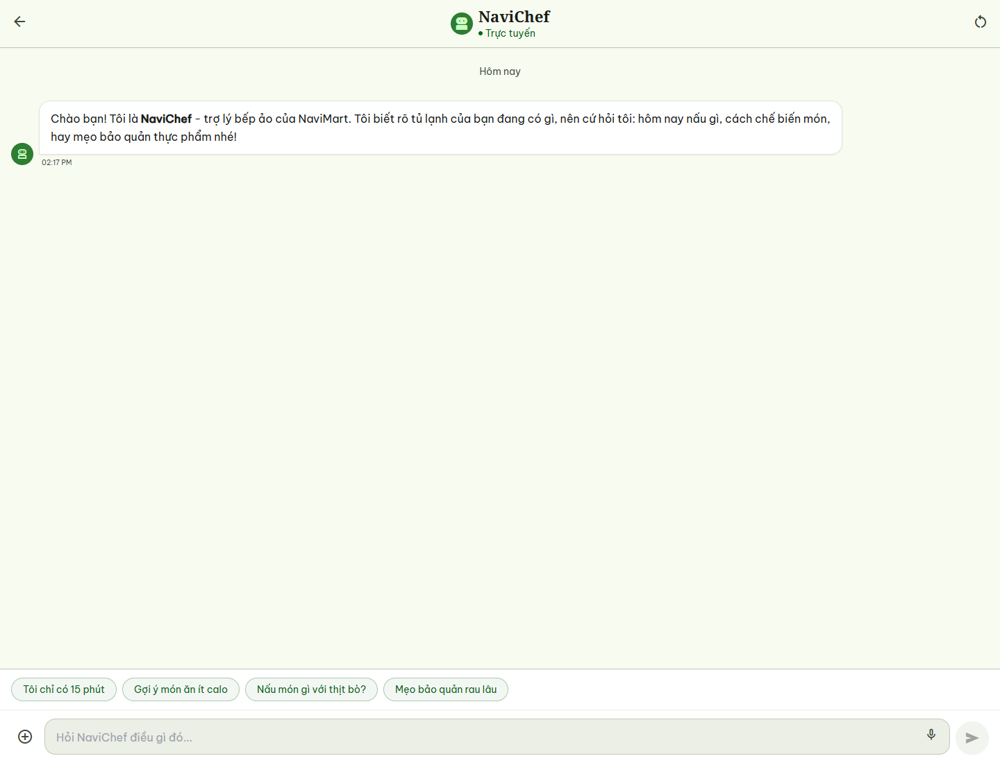 NaviChef
Trực tuyến
Hôm nay
Chào bạn! Tôi là NaviChef - trợ lý bếp ảo của NaviMart. Tôi biết rõ tủ lạnh của bạn đang có gì, nên cứ hỏi tôi: hôm nay nấu gì, cách chế biến món,
hay mẹo bảo quản thực phẩm nhé!
02:17 PM
Tôi chỉ có 15 phút
Gợi ý món ăn ít calo
Nấu món gì với thịt bò?
Mẹo bảo quản rau lâu
Hỏi NaviChef điều gì đó...